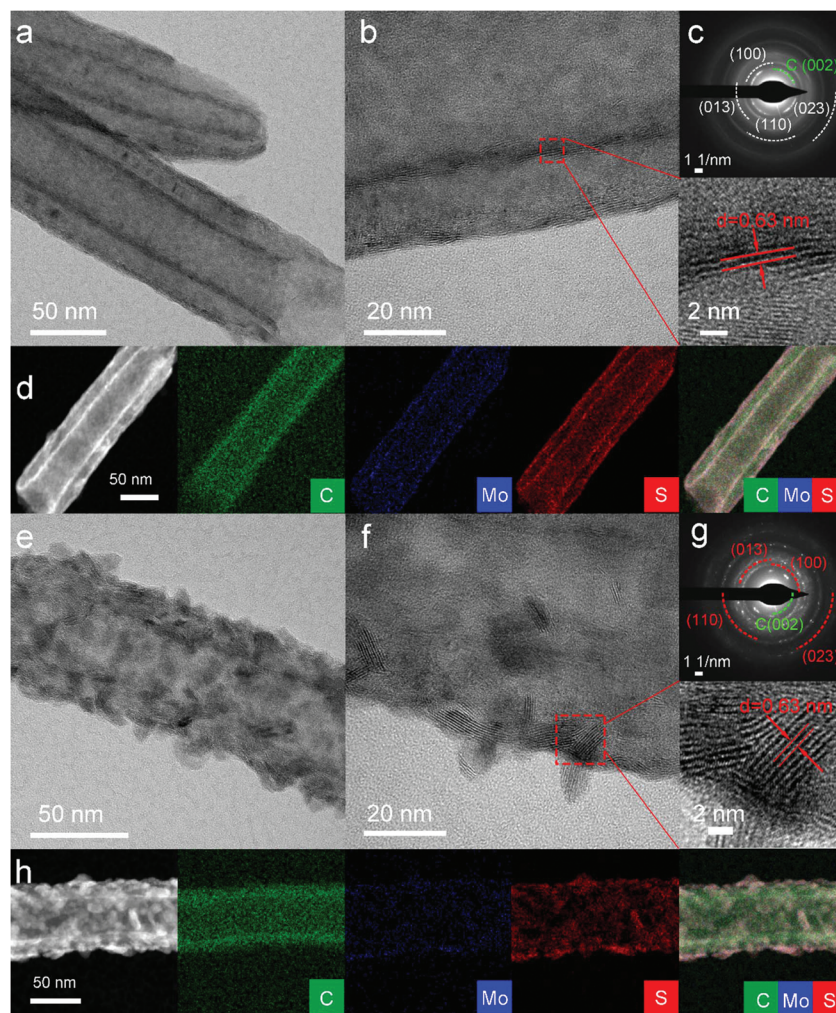 a
50 nm
b
20 nm
c
(100)
C (002)
(013)
(023)
(110)
1 1/nm
d=0.63 nm
2 nm
d
50 nm
C
Mo
S
C Mo S
e
50 nm
f
20 nm
g
(013)
(100)
(110)
C(002)
(023)
1 1/nm
d=0.63 nm
2 nm
h
50 nm
C
Mo
S
C Mo S